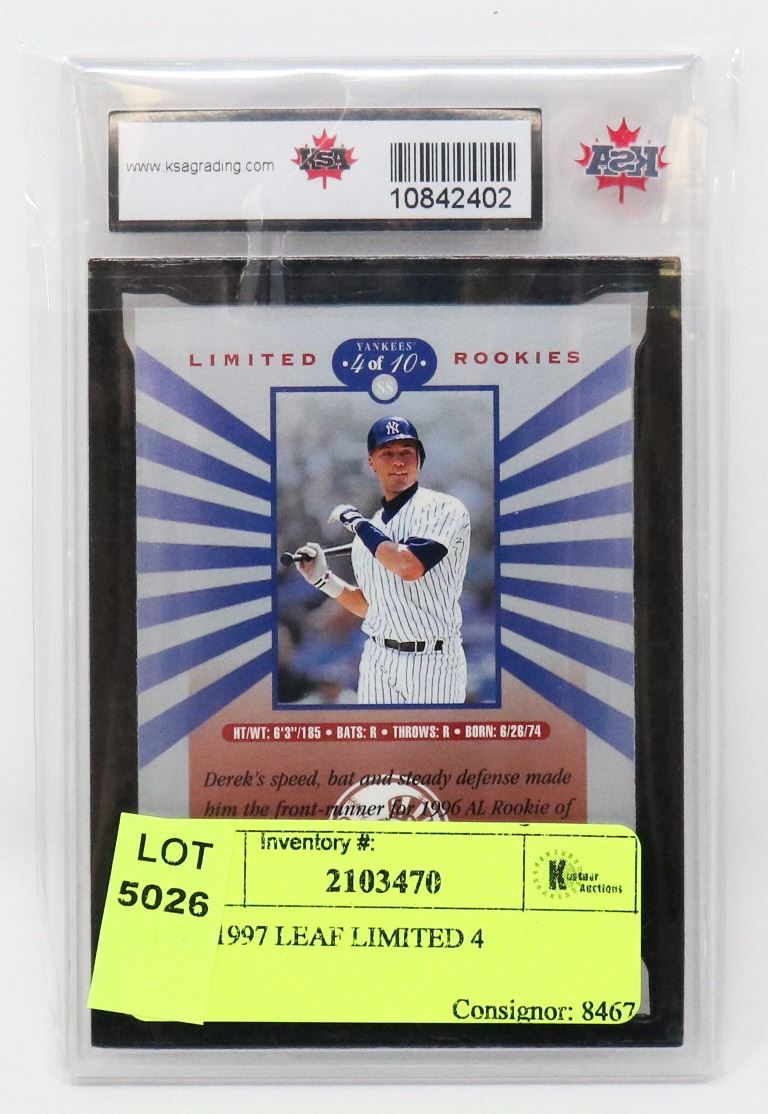 www.ksagrading.com
KSA
10842402
KSA
YANKEES
LIMITED • 4 of 10 • ROOKIES
SS
NY
HT/WT: 6'3"/185 • BATS: R • THROWS: R • BORN: 6/26/74
Derek's speed, bat and steady defense made
him the front-runner for 1996 AL Rookie of
LOT
5026
Inventory #:
2103470
Kastner
Auctions
1997 LEAF LIMITED 4
Consignor: 8467